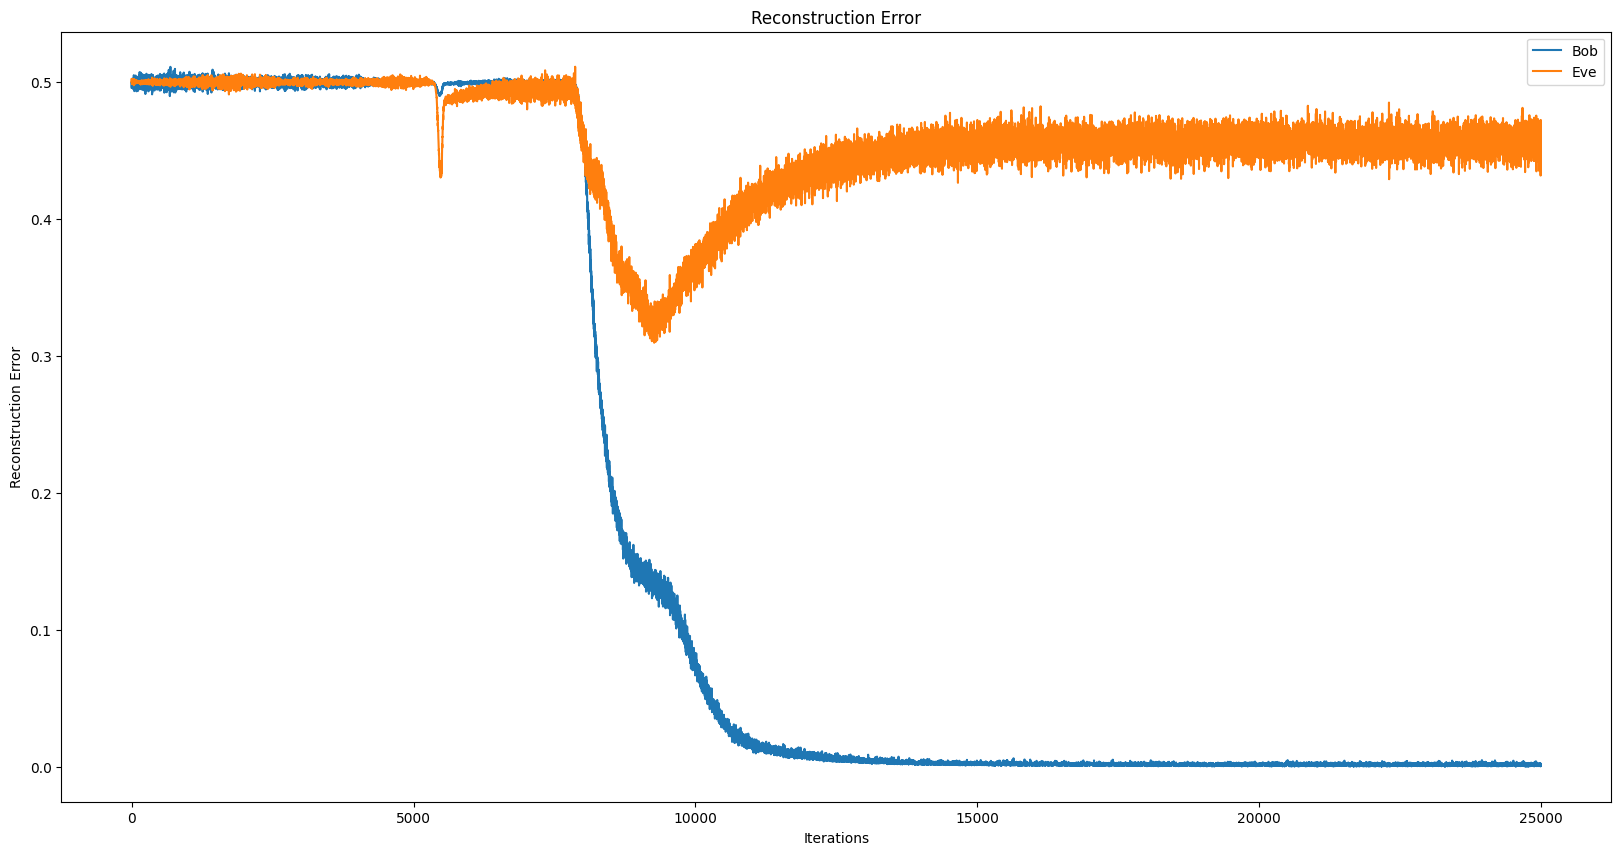 Reconstruction Error
Bob
Eve
Reconstruction Error
0.5
0.4
0.3
0.2
0.1
0.0
0 5000 10000 15000 20000 25000
Iterations